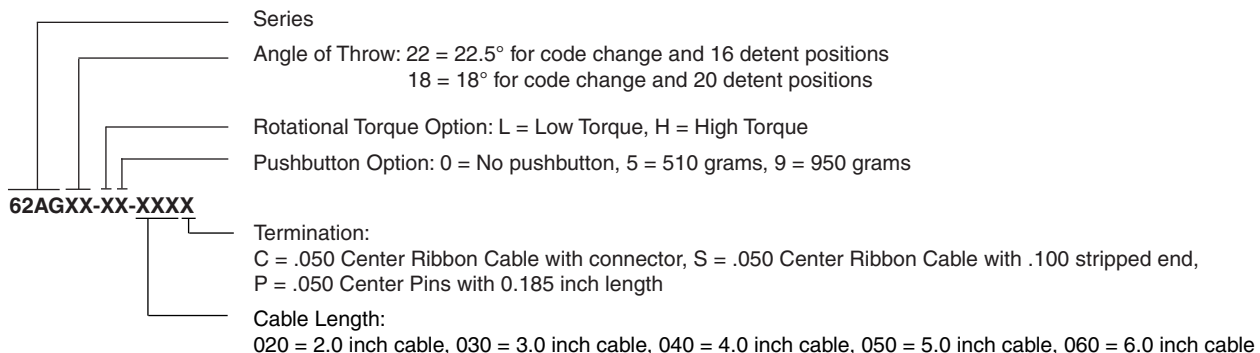 Series
Angle of Throw: 22 = 22.5° for code change and 16 detent positions
18 = 18° for code change and 20 detent positions
Rotational Torque Option: L = Low Torque, H = High Torque
Pushbutton Option: 0 = No pushbutton, 5 = 510 grams, 9 = 950 grams
62AGXX-XX-XXXX
Termination:
C = .050 Center Ribbon Cable with connector, S = .050 Center Ribbon Cable with .100 stripped end,
P = .050 Center Pins with 0.185 inch length
Cable Length:
020 = 2.0 inch cable, 030 = 3.0 inch cable, 040 = 4.0 inch cable, 050 = 5.0 inch cable, 060 = 6.0 inch cable